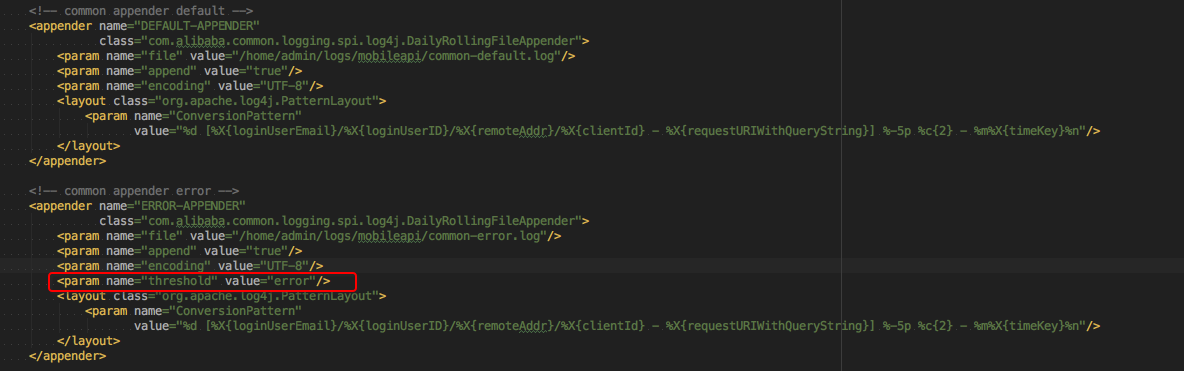 <!-- common appender default -->
<appender name="DEFAULT-APPENDER"
class="com.alibaba.common.logging.spi.log4j.DailyRollingFileAppender">
<param name="file" value="/home/admin/logs/mobileapi/common-default.log"/>
<param name="append" value="true"/>
<param name="encoding" value="UTF-8"/>
<layout class="org.apache.log4j.PatternLayout">
<param name="ConversionPattern"
value="%d [%X{loginUserEmail}/%X{loginUserID}/%X{remoteAddr}/%X{clientId} - %X{requestURIWithQueryString}] %-5p %c{2} - %m%X{timeKey}%n"/>
</layout>
</appender>
<!-- common appender error -->
<appender name="ERROR-APPENDER"
class="com.alibaba.common.logging.spi.log4j.DailyRollingFileAppender">
<param name="file" value="/home/admin/logs/mobileapi/common-error.log"/>
<param name="append" value="true"/>
<param name="encoding" value="UTF-8"/>
<param name="threshold" value="error"/>
<layout class="org.apache.log4j.PatternLayout">
<param name="ConversionPattern"
value="%d [%X{loginUserEmail}/%X{loginUserID}/%X{remoteAddr}/%X{clientId} - %X{requestURIWithQueryString}] %-5p %c{2} - %m%X{timeKey}%n"/>
</layout>
</appender>